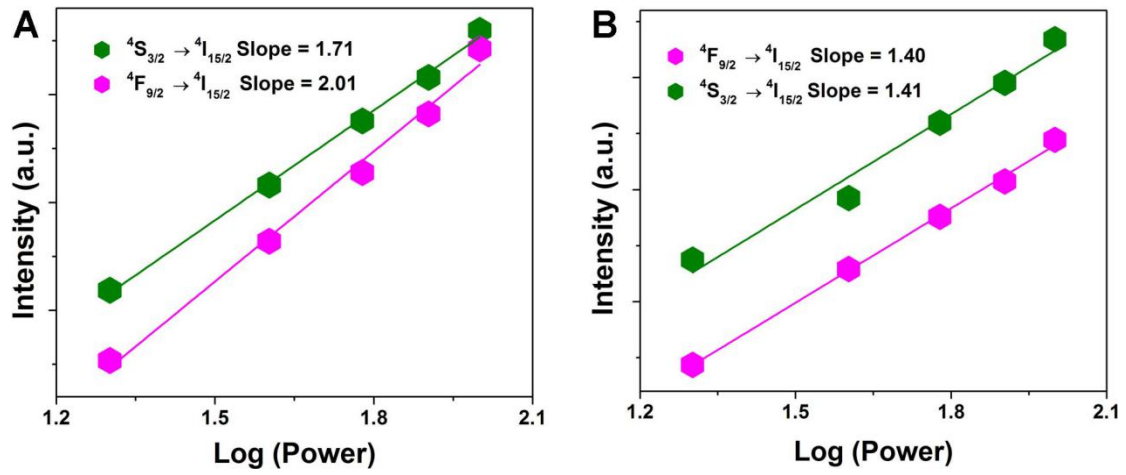 A
⁴S₃/₂ → ⁴I₁₅/₂ Slope = 1.71
⁴F₉/₂ → ⁴I₁₅/₂ Slope = 2.01
Intensity (a.u.)
1.2 1.5 1.8 2.1
Log (Power)
B
⁴F₉/₂ → ⁴I₁₅/₂ Slope = 1.40
⁴S₃/₂ → ⁴I₁₅/₂ Slope = 1.41
Intensity (a.u.)
1.2 1.5 1.8 2.1
Log (Power)